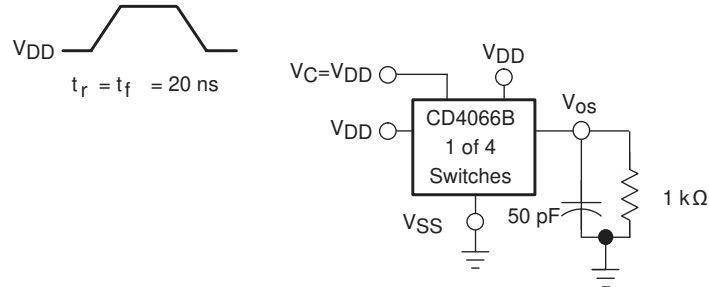 VDD
tr = tf = 20 ns
VC=VDD
VDD
VDD
CD4066B
1 of 4
Switches
Vos
VSS
50 pF
1 kΩ